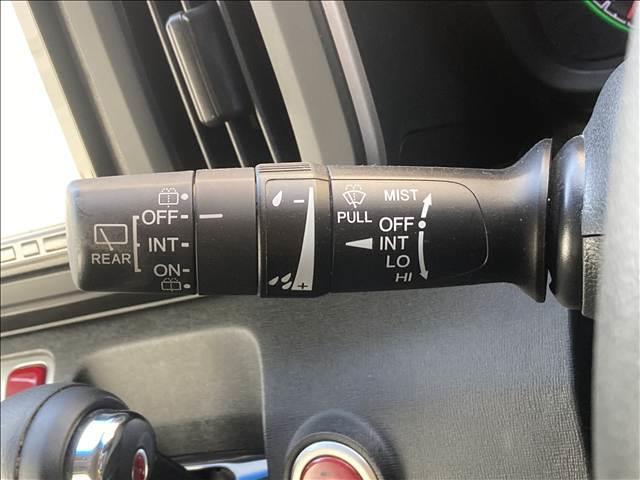 OFF
INT
REAR
ON
-
+
PULL
MIST
OFF
INT
LO
HI